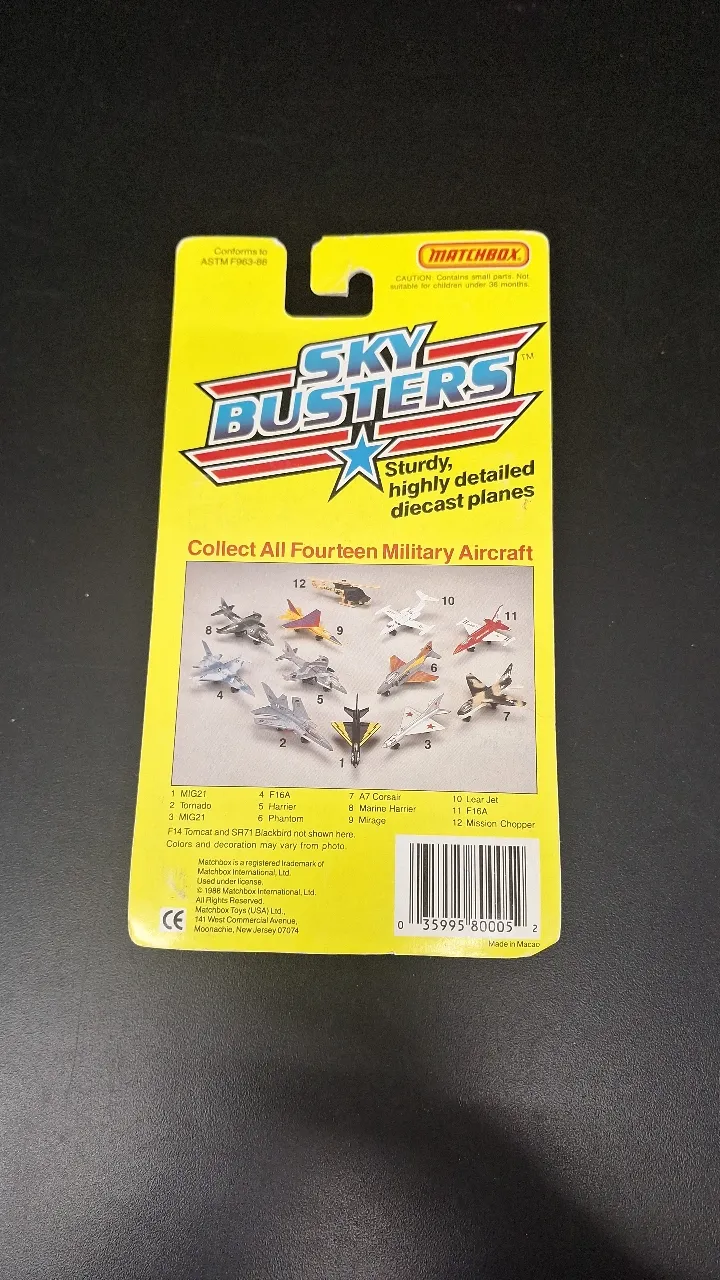 Conforms to
ASTM F963-86
MATCHBOX®
CAUTION: Contains small parts. Not
suitable for children under 36 months.
SKY
BUSTERS
TM
Sturdy,
highly detailed
diecast planes
Collect All Fourteen Military Aircraft
12
10
8
9
11
4
5
6
7
2
1
3
1 MIG21
2 Tornado
3 MIG21
4 F16A
5 Harrier
6 Phantom
7 A7 Corsair
8 Marine Harrier
9 Mirage
10 Lear Jet
11 F16A
12 Mission Chopper
F14 Tomcat and SR71 Blackbird not shown here.
Colors and decoration may vary from photo.
Matchbox is a registered trademark of
Matchbox International, Ltd.
Used under license.
© 1988 Matchbox International, Ltd.
All Rights Reserved.
Matchbox Toys (USA) Ltd.,
141 West Commercial Avenue,
Moonachie, New Jersey 07074
CE
0 35995 80005 2
Made in Macao